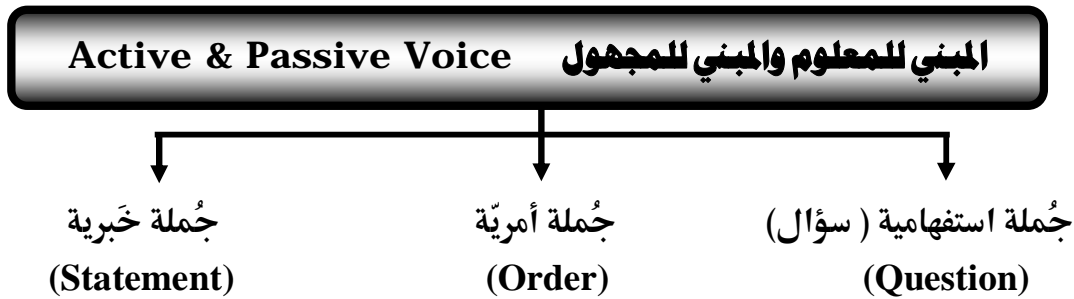 Active & Passive Voice المبني للمعلوم والمبني للمجهول
جُملة خَبرية
(Statement)
جُملة أمريّة
(Order)
جُملة استفهامية ( سؤال)
(Question)